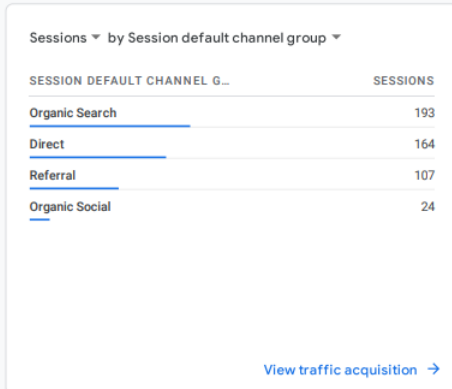 Sessions by Session default channel group
SESSION DEFAULT CHANNEL G... SESSIONS
Organic Search 193
Direct 164
Referral 107
Organic Social 24
View traffic acquisition